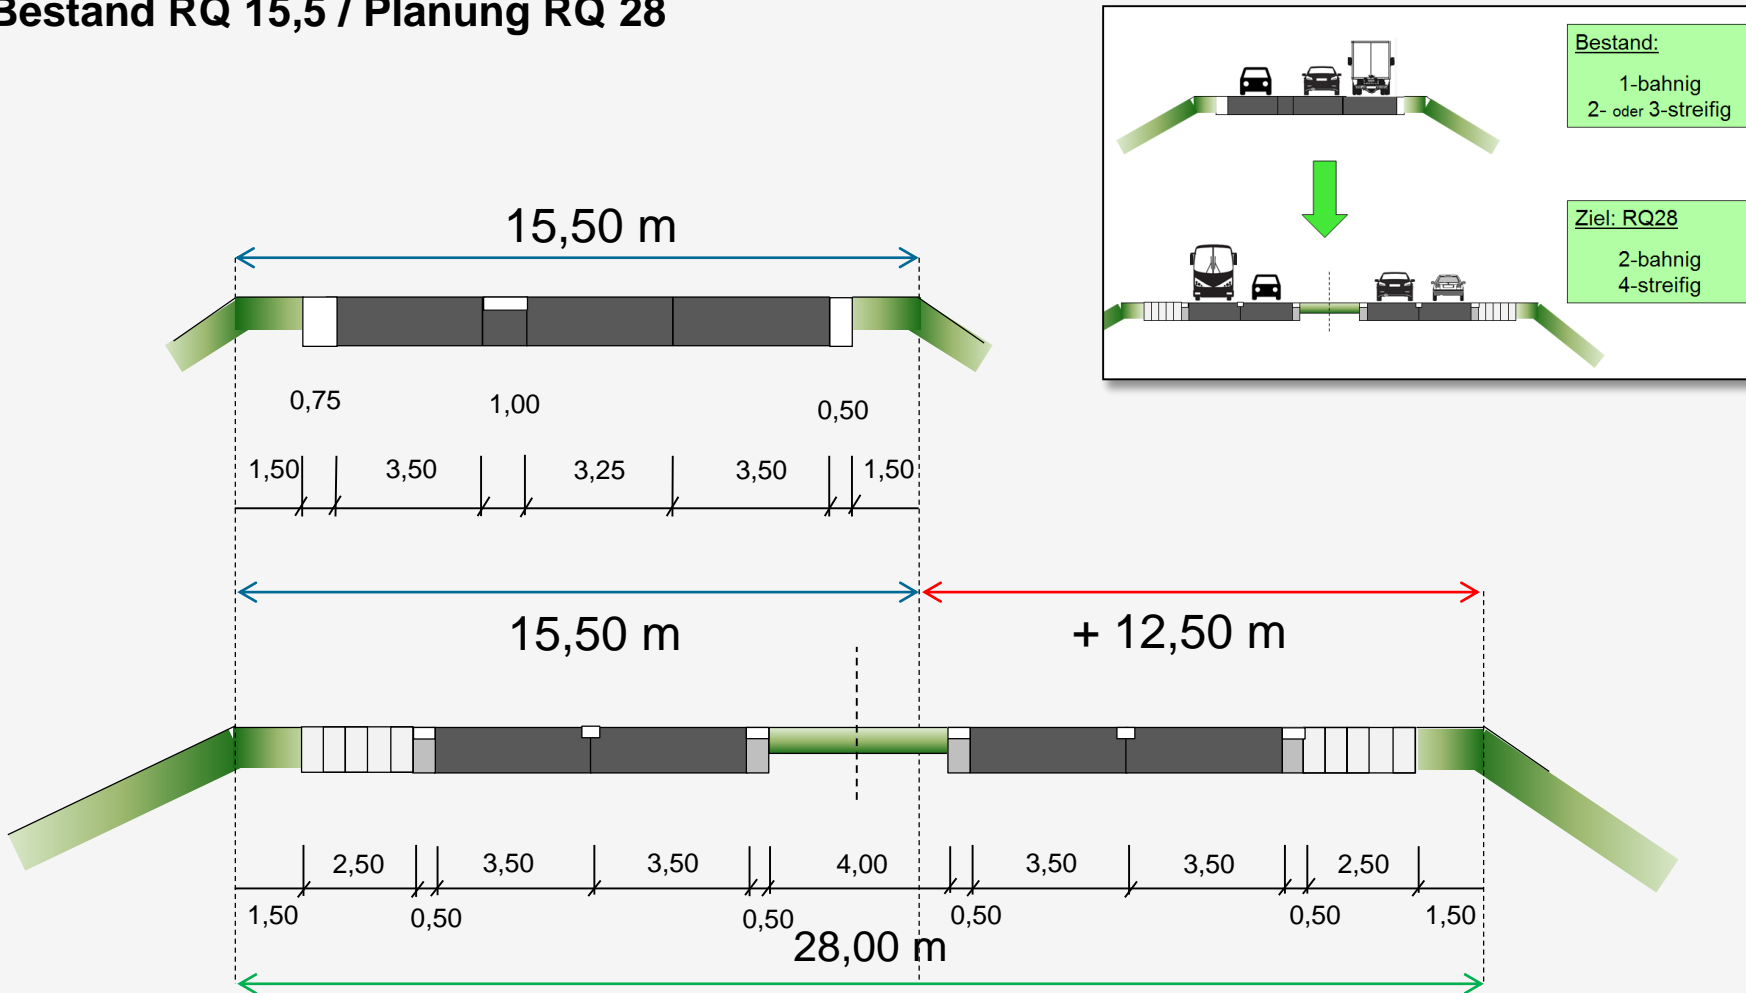 Bestand RQ 15,5 / Planung RQ 28
Bestand:
1-bahnig
2- oder 3-streifig
Ziel: RQ28
2-bahnig
4-streifig
15,50 m
0,75
1,00
0,50
1,50
3,50
3,25
3,50
1,50
15,50 m
+ 12,50 m
2,50
3,50
3,50
4,00
3,50
3,50
2,50
1,50
0,50
0,50
0,50
0,50
1,50
28,00 m